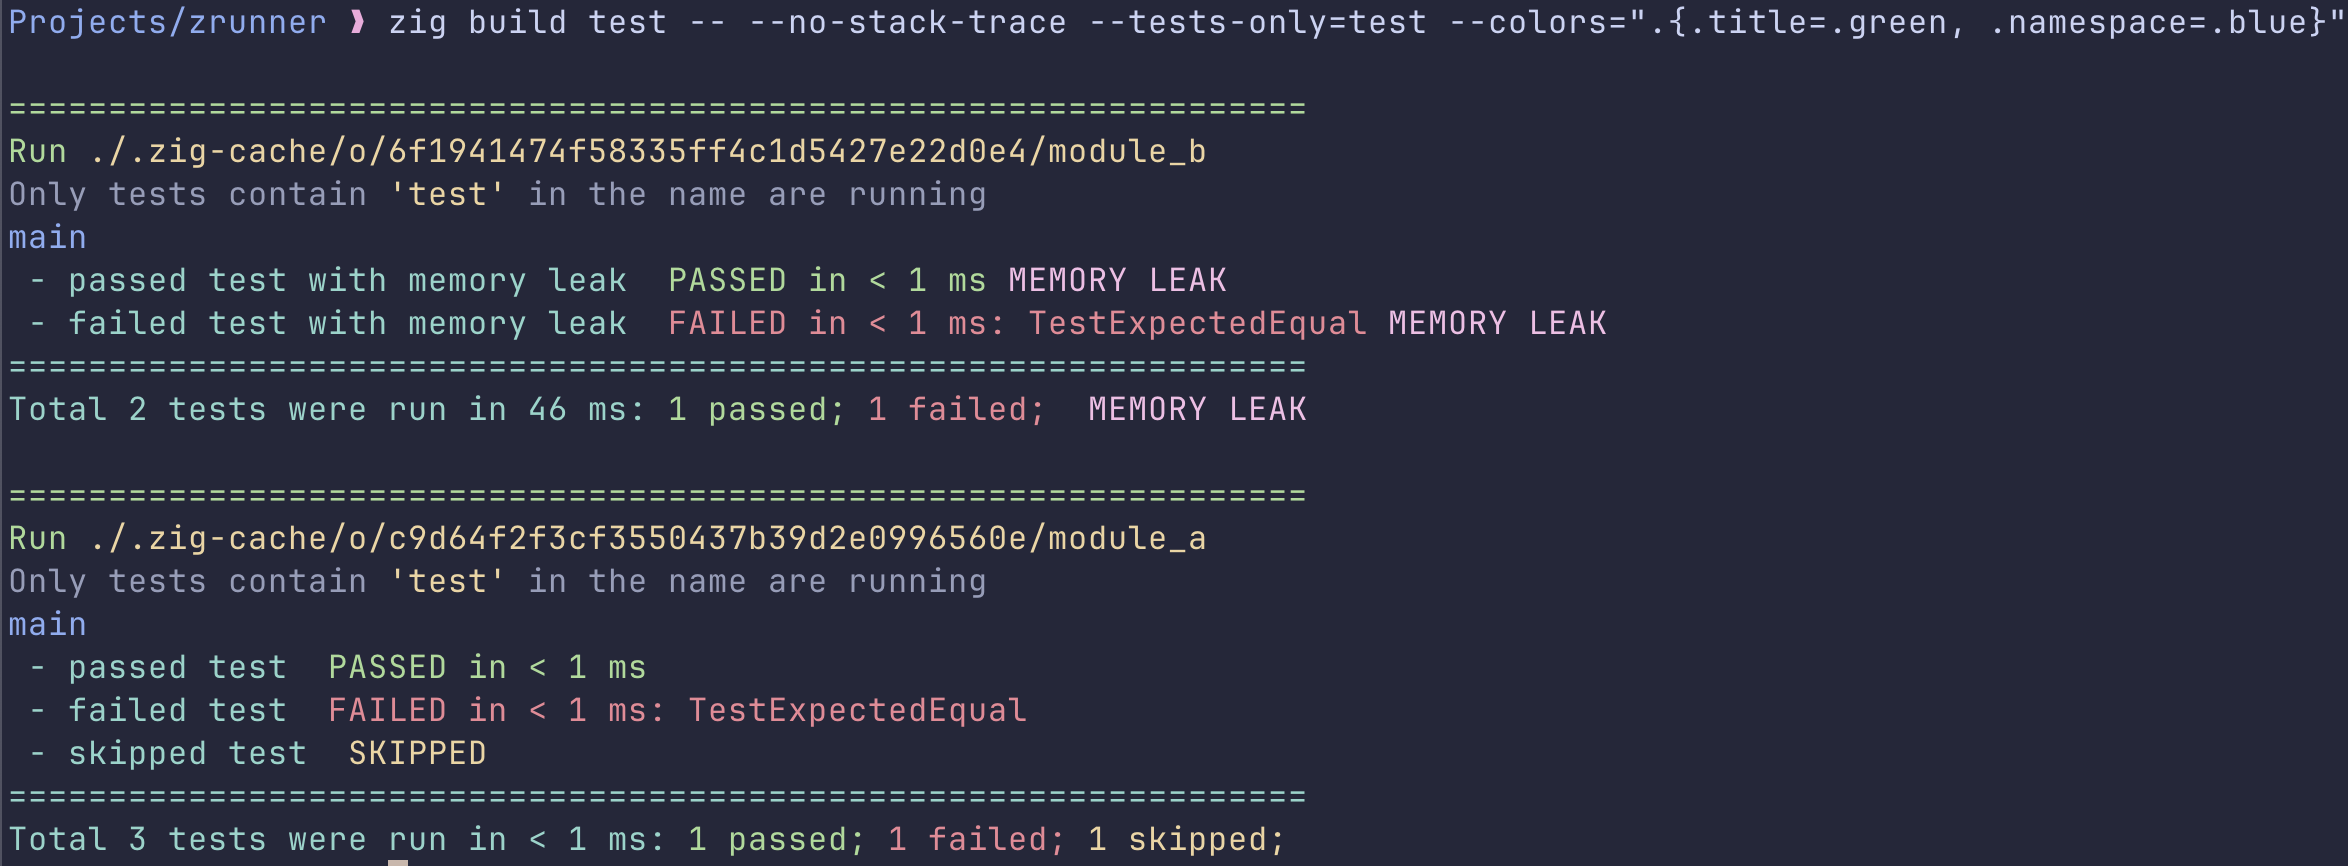 Projects/zrunner ❱ zig build test -- --no-stack-trace --tests-only=test --colors=".{.title=.green, .namespace=.blue}"
=================================================================
Run ./.zig-cache/o/6f1941474f58335ff4c1d5427e22d0e4/module_b
Only tests contain 'test' in the name are running
main
 - passed test with memory leak  PASSED in < 1 ms MEMORY LEAK
 - failed test with memory leak  FAILED in < 1 ms: TestExpectedEqual MEMORY LEAK
=================================================================
Total 2 tests were run in 46 ms: 1 passed; 1 failed;  MEMORY LEAK
=================================================================
Run ./.zig-cache/o/c9d64f2f3cf3550437b39d2e0996560e/module_a
Only tests contain 'test' in the name are running
main
 - passed test  PASSED in < 1 ms
 - failed test  FAILED in < 1 ms: TestExpectedEqual
 - skipped test  SKIPPED
=================================================================
Total 3 tests were run in < 1 ms: 1 passed; 1 failed; 1 skipped;